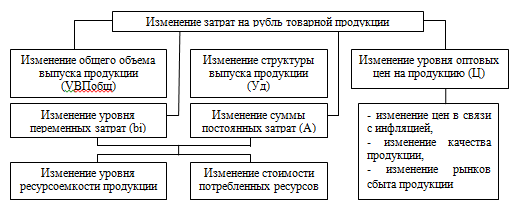 Изменение затрат на рубль товарной продукции
Изменение общего объема
выпуска продукции
(VВПобщ)
Изменение структуры
выпуска продукции
(Уд)
Изменение уровня оптовых
цен на продукцию (Ц)
Изменение уровня
переменных затрат (bi)
Изменение суммы
постоянных затрат (А)
- изменение цен в связи
с инфляцией,
- изменение качества
продукции,
- изменение рынков
сбыта продукции
Изменение уровня
ресурсоемкости продукции
Изменение стоимости
потребленных ресурсов